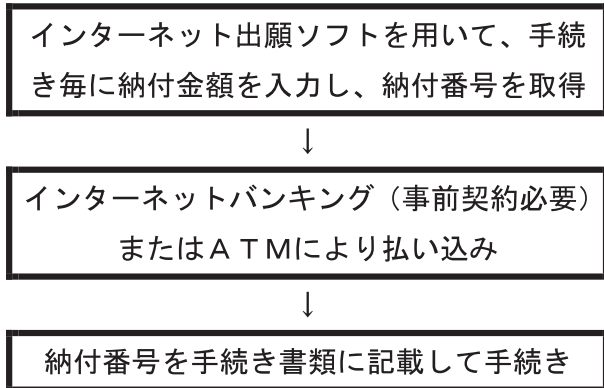 インターネット出願ソフトを用いて、手続
き毎に納付金額を入力し、納付番号を取得
↓
インターネットバンキング（事前契約必要）
またはＡＴＭにより払い込み
↓
納付番号を手続き書類に記載して手続き